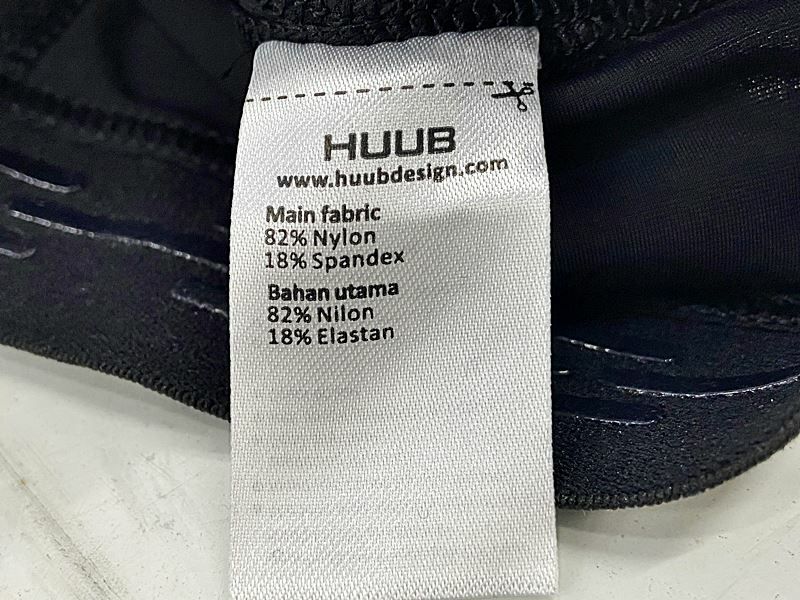 HUUB
www.huubdesign.com
Main fabric
82% Nylon
18% Spandex
Bahan utama
82% Nilon
18% Elastan